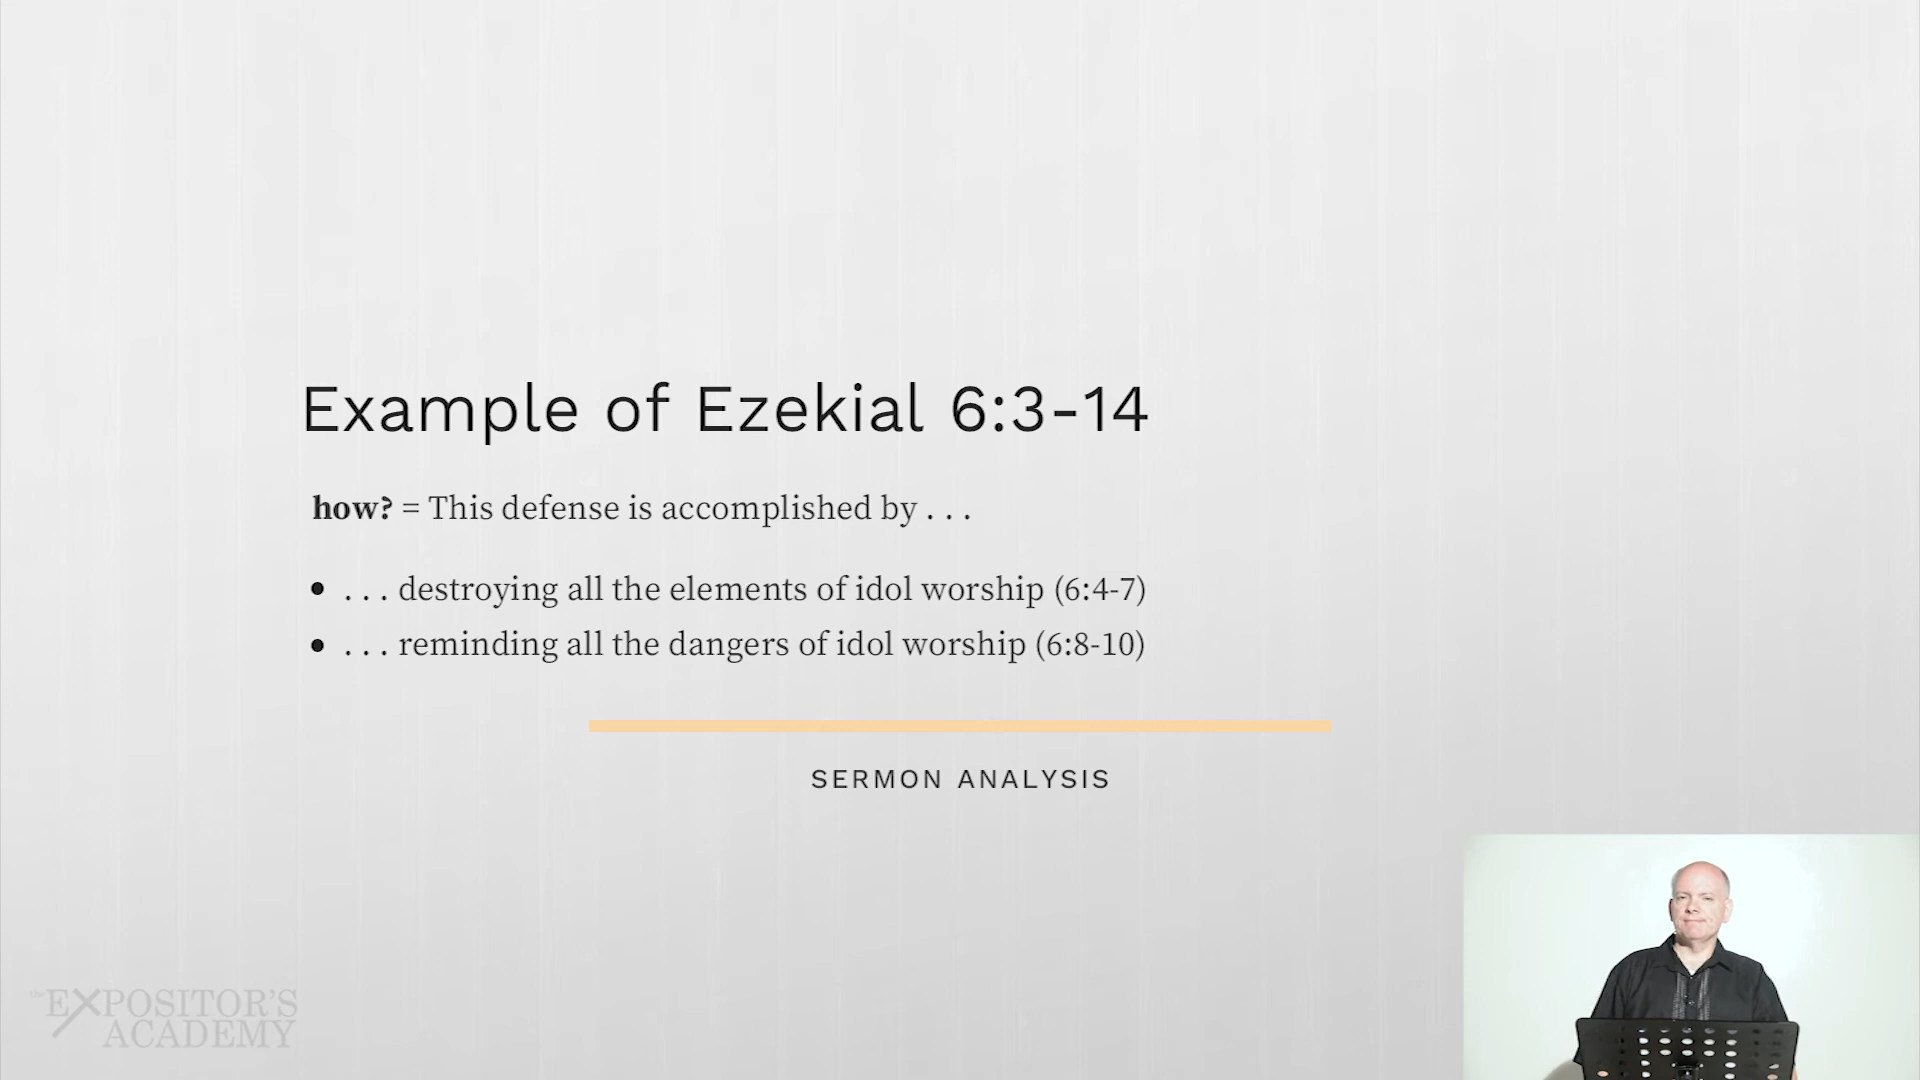 Example of Ezekial 6:3-14
how? = This defense is accomplished by . . .
• . . . destroying all the elements of idol worship (6:4-7)
• . . . reminding all the dangers of idol worship (6:8-10)
SERMON ANALYSIS
the EXPOSITOR'S
ACADEMY